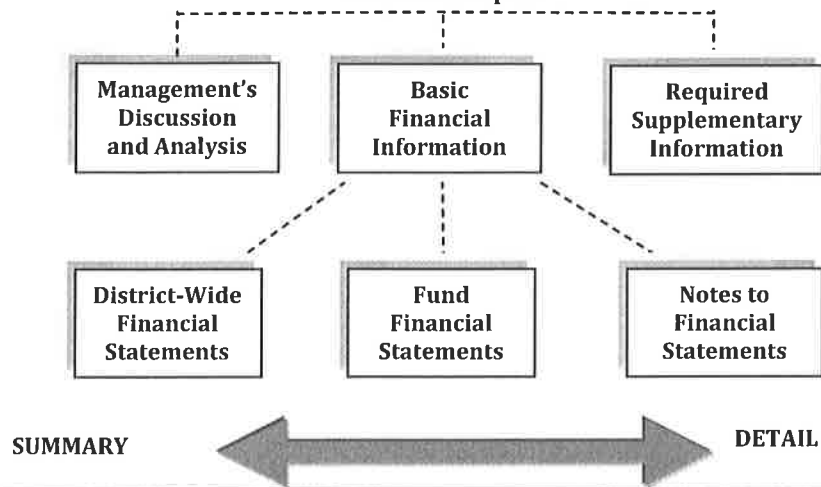 Management's
Discussion
and Analysis
Basic
Financial
Information
Required
Supplementary
Information
District-Wide
Financial
Statements
Fund
Financial
Statements
Notes to
Financial
Statements
SUMMARY
DETAIL